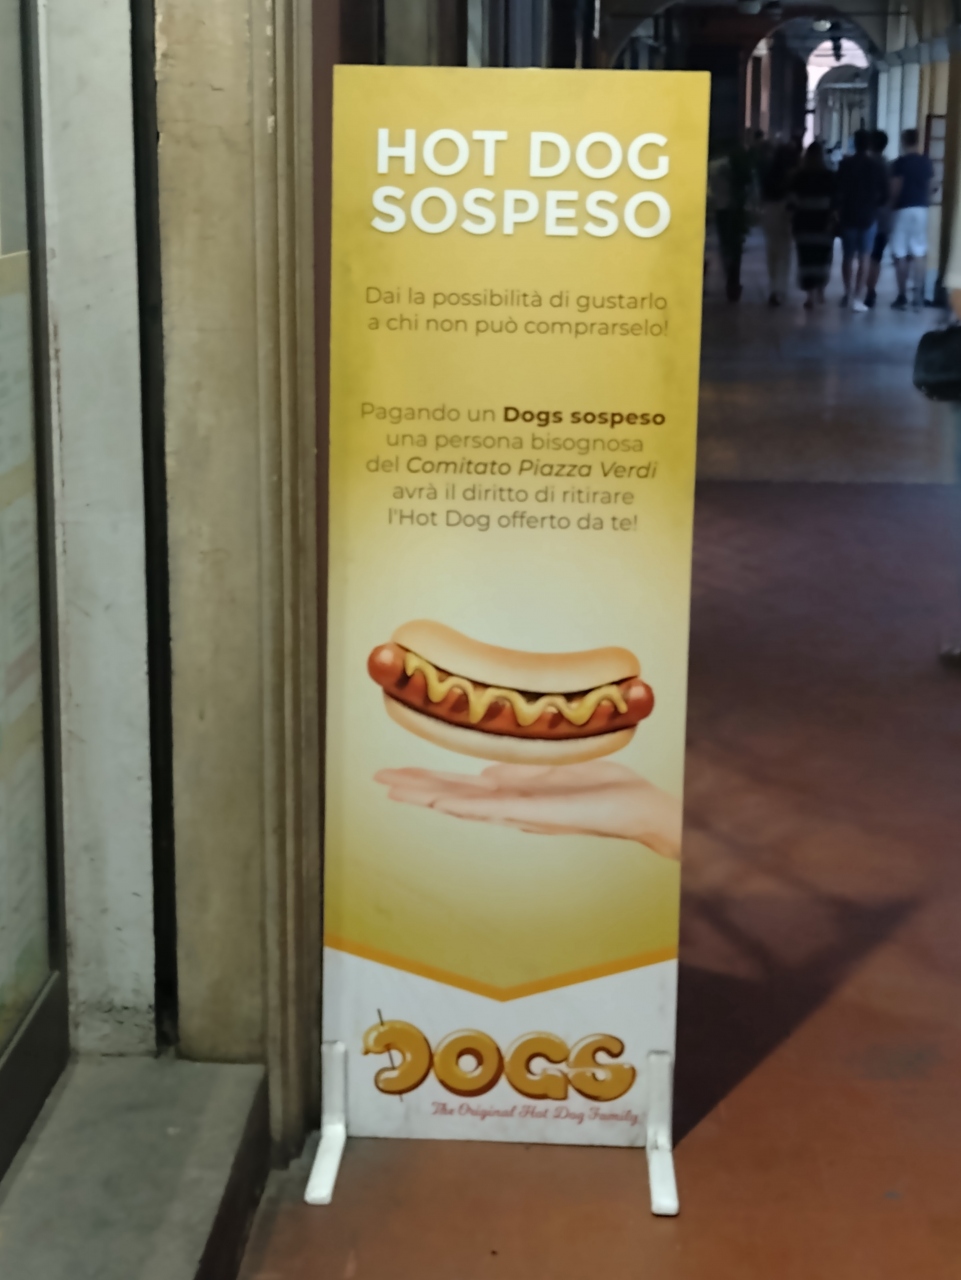 HOT DOG
SOSPESO
Dai la possibilità di gustarlo
a chi non può comprarselo!
Pagando un Dogs sospeso
una persona bisognosa
del Comitato Piazza Verdi
avrà il diritto di ritirare
l'Hot Dog offerto da te!
DOGS
The Original Hot Dog Family